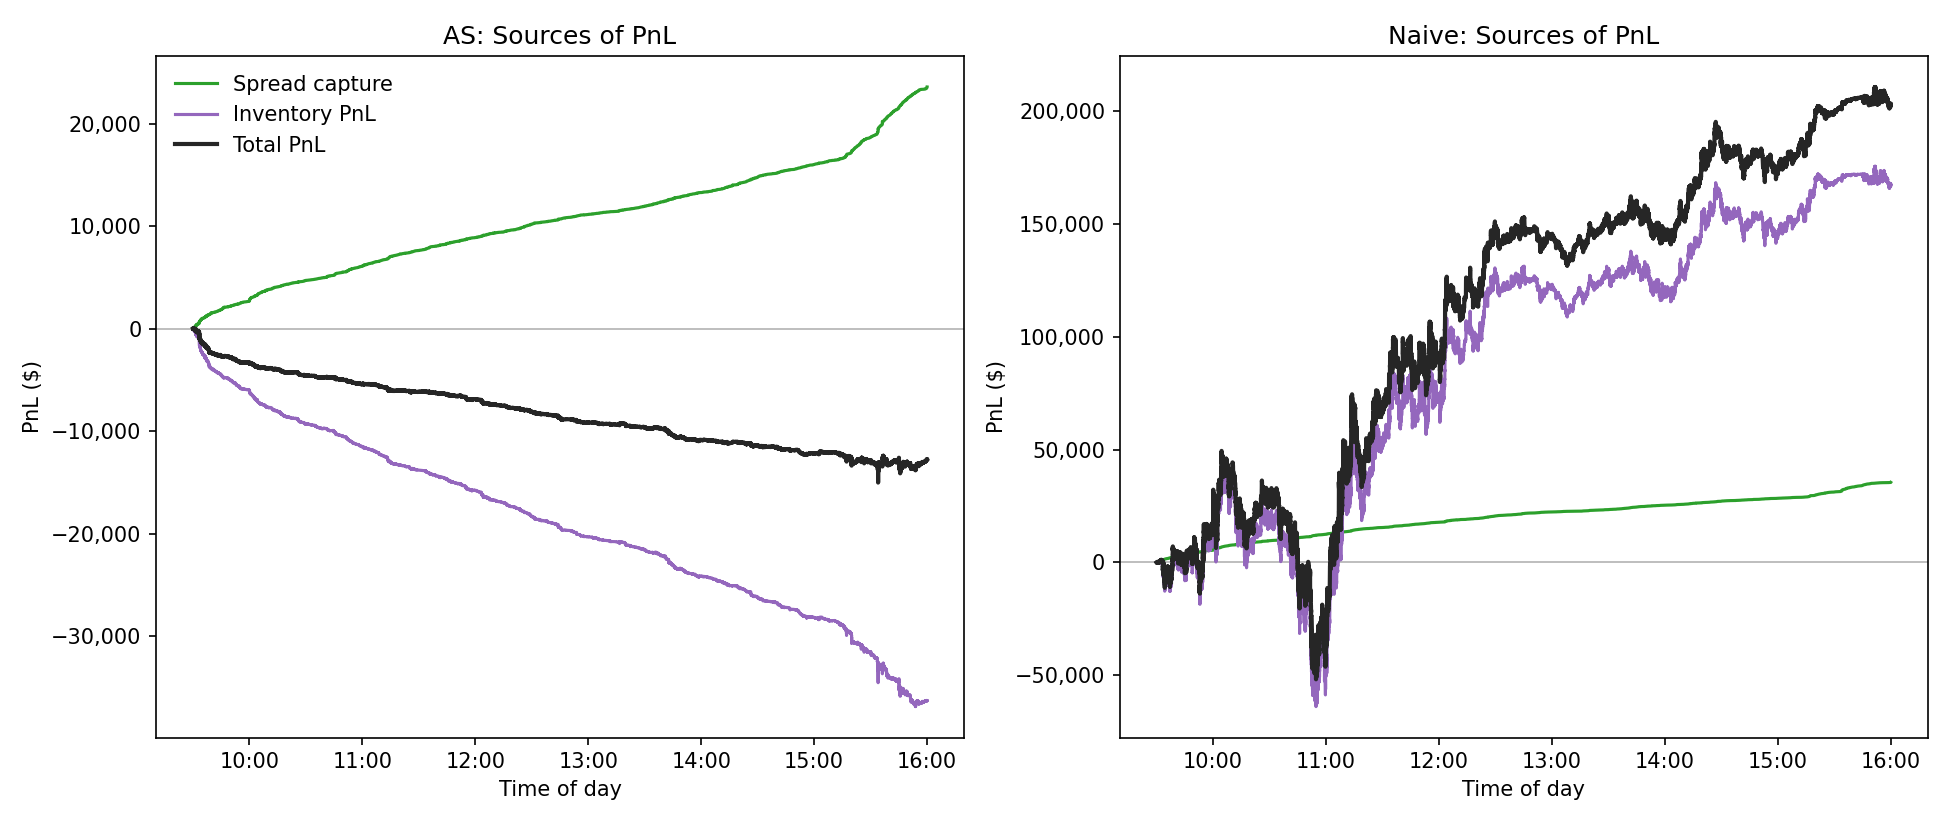 AS: Sources of PnL
Spread capture
Inventory PnL
Total PnL
20,000
10,000
0
−10,000
−20,000
−30,000
PnL ($)
10:00 11:00 12:00 13:00 14:00 15:00 16:00
Time of day
Naive: Sources of PnL
200,000
150,000
100,000
50,000
0
−50,000
PnL ($)
10:00 11:00 12:00 13:00 14:00 15:00 16:00
Time of day